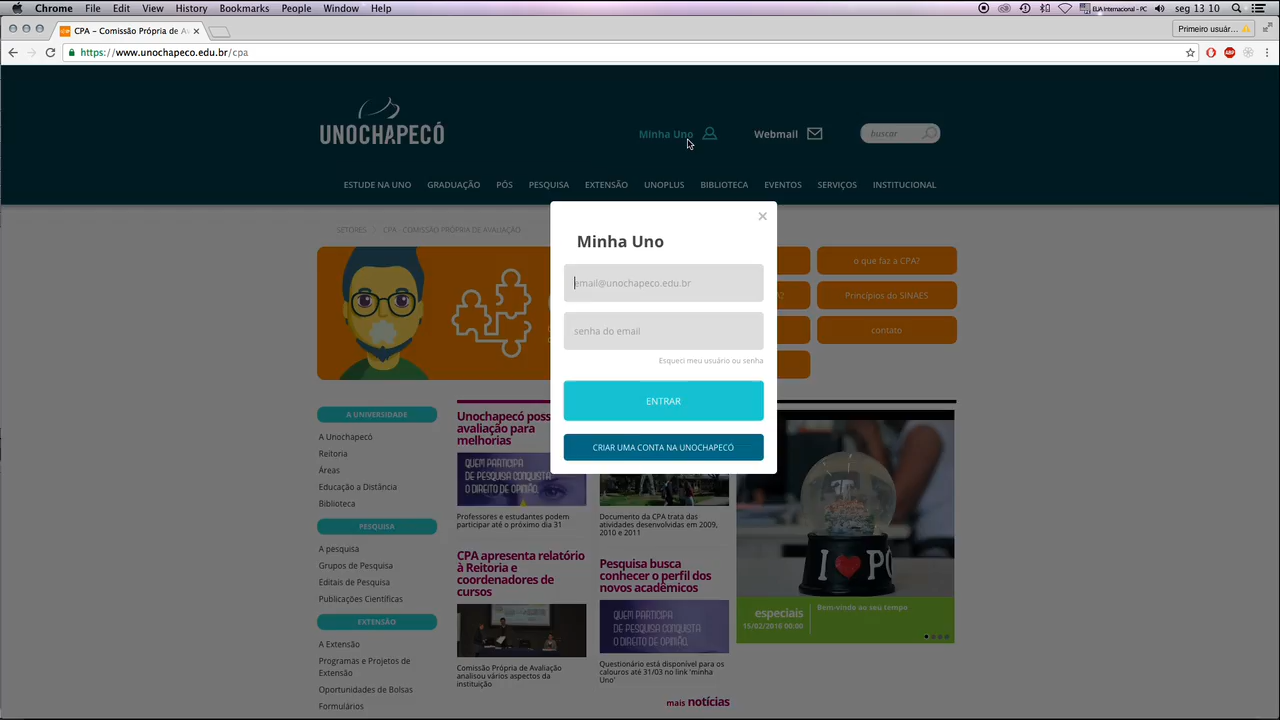 Chrome File Edit View History Bookmarks People Window Help
EUA Internacional - PC seg 13 10
CPA – Comissão Própria de Av
Primeiro usuár...
https://www.unochapeco.edu.br/cpa
UNOCHAPECÓ
Minha Uno
Webmail
buscar
ESTUDE NA UNO GRADUAÇÃO PÓS PESQUISA EXTENSÃO UNOPLUS BIBLIOTECA EVENTOS SERVIÇOS INSTITUCIONAL
SETORES CPA - COMISSÃO PRÓPRIA DE AVALIAÇÃO
Minha Uno
email@unochapeco.edu.br
senha do email
Esqueci meu usuário ou senha
ENTRAR
CRIAR UMA CONTA NA UNOCHAPECÓ
o que faz a CPA?
Princípios do SINAES
contato
A UNIVERSIDADE
A Unochapecó
Reitoria
Áreas
Educação a Distância
Biblioteca
PESQUISA
A pesquisa
Grupos de Pesquisa
Editais de Pesquisa
Publicações Científicas
EXTENSÃO
A Extensão
Programas e Projetos de
Extensão
Oportunidades de Bolsas
Formulários
Unochapecó poss
avaliação para
melhorias
QUEM PARTICIPA
DE PESQUISA CONQUISTA
O DIREITO DE OPINIÃO.
Professores e estudantes podem
participar até o próximo dia 31
CPA apresenta relatório
à Reitoria e
coordenadores de
cursos
Comissão Própria de Avaliação
analisou vários aspectos da
instituição
Documento da CPA trata das
atividades desenvolvidas em 2009,
2010 e 2011
Pesquisa busca
conhecer o perfil dos
novos acadêmicos
QUEM PARTICIPA
DE PESQUISA CONQUISTA
O DIREITO DE OPINIÃO.
Questionário está disponível para os
calouros até 31/03 no link 'minha
Uno'
mais notícias
I ❤ PO
especiais
15/02/2016 00:00
Bem-vindo ao seu tempo